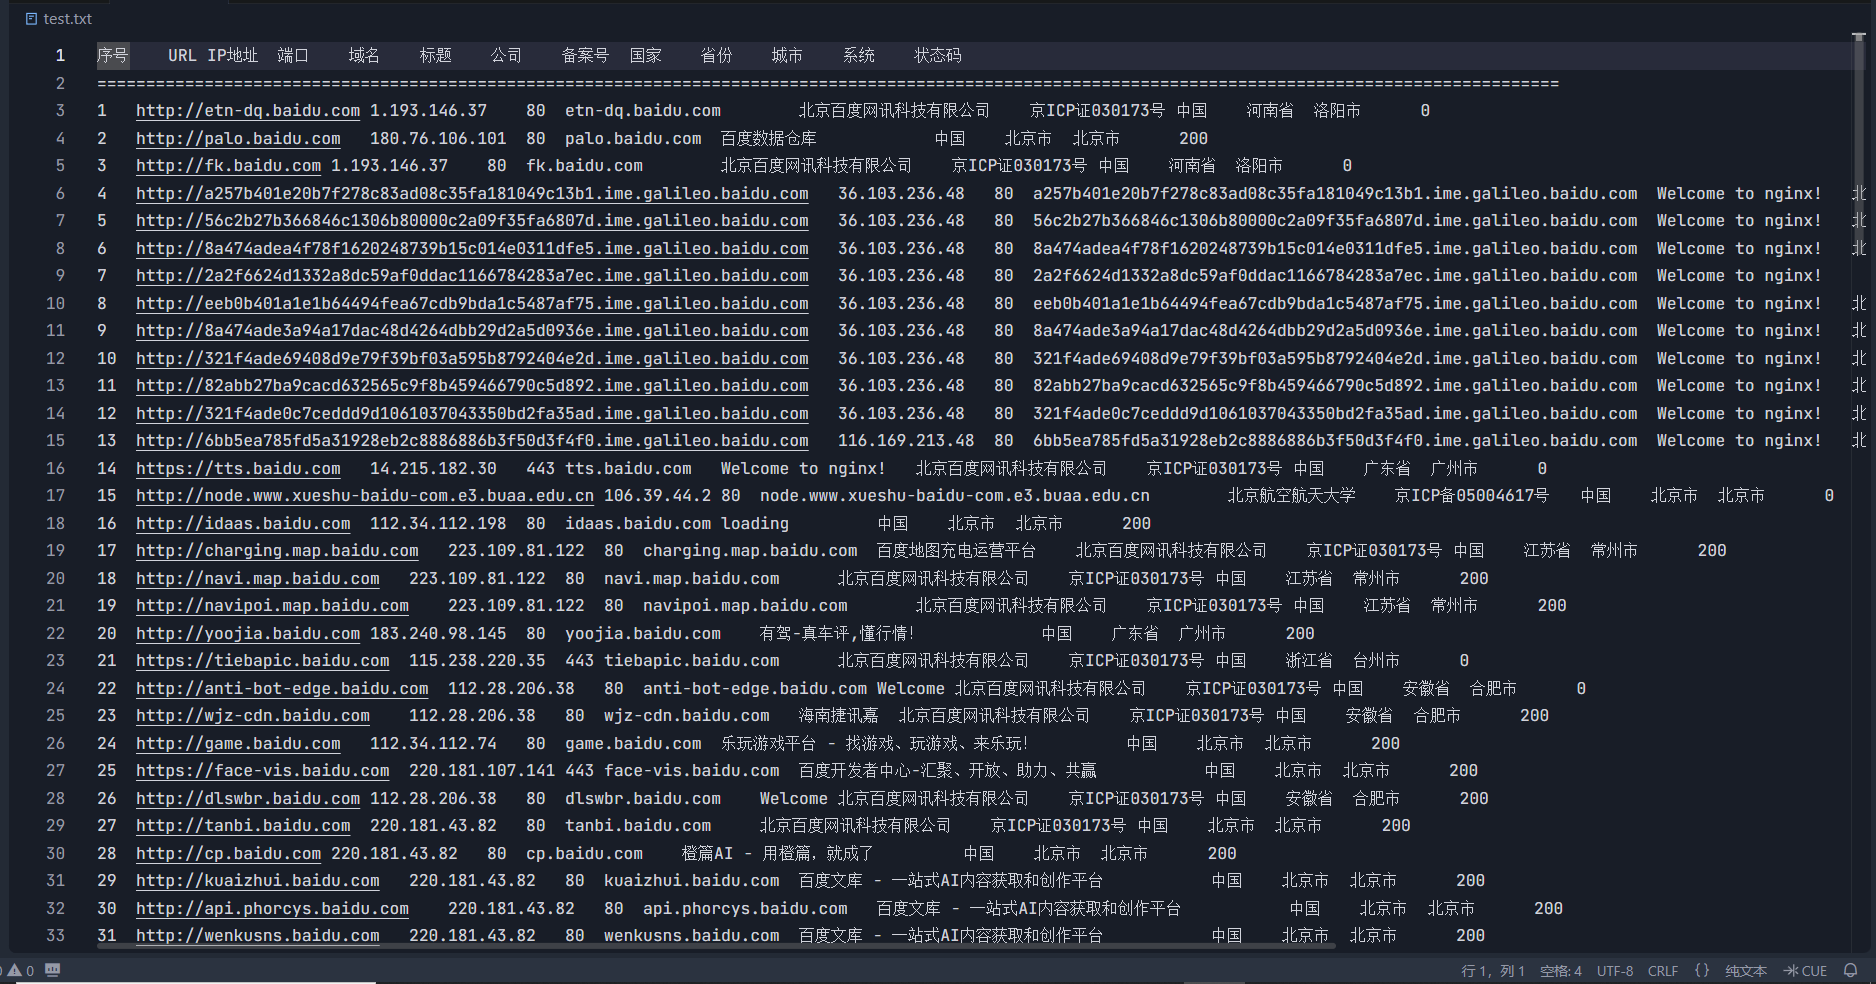 test.txt
1 序号 URL IP地址 端口 域名 标题 公司 备案号 国家 省份 城市 系统 状态码
2 ======================================================================================================================================================
3 1 http://etn-dq.baidu.com 1.193.146.37 80 etn-dq.baidu.com 北京百度网讯科技有限公司 京ICP证030173号 中国 河南省 洛阳市 0
4 2 http://palo.baidu.com 180.76.106.101 80 palo.baidu.com 百度数据仓库 中国 北京市 北京市 200
5 3 http://fk.baidu.com 1.193.146.37 80 fk.baidu.com 北京百度网讯科技有限公司 京ICP证030173号 中国 河南省 洛阳市 0
6 4 http://a257b401e20b7f278c83ad08c35fa181049c13b1.ime.galileo.baidu.com 36.103.236.48 80 a257b401e20b7f278c83ad08c35fa181049c13b1.ime.galileo.baidu.com Welcome to nginx! 北
7 5 http://56c2b27b366846c1306b80000c2a09f35fa6807d.ime.galileo.baidu.com 36.103.236.48 80 56c2b27b366846c1306b80000c2a09f35fa6807d.ime.galileo.baidu.com Welcome to nginx! 北
8 6 http://8a474adea4f78f1620248739b15c014e0311dfe5.ime.galileo.baidu.com 36.103.236.48 80 8a474adea4f78f1620248739b15c014e0311dfe5.ime.galileo.baidu.com Welcome to nginx! 北
9 7 http://2a2f6624d1332a8dc59af0ddac1166784283a7ec.ime.galileo.baidu.com 36.103.236.48 80 2a2f6624d1332a8dc59af0ddac1166784283a7ec.ime.galileo.baidu.com Welcome to nginx!
10 8 http://eeb0b401a1e1b64494fea67cdb9bda1c5487af75.ime.galileo.baidu.com 36.103.236.48 80 eeb0b401a1e1b64494fea67cdb9bda1c5487af75.ime.galileo.baidu.com Welcome to nginx! 北
11 9 http://8a474ade3a94a17dac48d4264dbb29d2a5d0936e.ime.galileo.baidu.com 36.103.236.48 80 8a474ade3a94a17dac48d4264dbb29d2a5d0936e.ime.galileo.baidu.com Welcome to nginx! 北
12 10 http://321f4ade69408d9e79f39bf03a595b8792404e2d.ime.galileo.baidu.com 36.103.236.48 80 321f4ade69408d9e79f39bf03a595b8792404e2d.ime.galileo.baidu.com Welcome to nginx! 北
13 11 http://82abb27ba9cacd632565c9f8b459466790c5d892.ime.galileo.baidu.com 36.103.236.48 80 82abb27ba9cacd632565c9f8b459466790c5d892.ime.galileo.baidu.com Welcome to nginx! 北
14 12 http://321f4ade0c7ceddd9d1061037043350bd2fa35ad.ime.galileo.baidu.com 36.103.236.48 80 321f4ade0c7ceddd9d1061037043350bd2fa35ad.ime.galileo.baidu.com Welcome to nginx! 北
15 13 http://6bb5ea785fd5a31928eb2c8886886b3f50d3f4f0.ime.galileo.baidu.com 116.169.213.48 80 6bb5ea785fd5a31928eb2c8886886b3f50d3f4f0.ime.galileo.baidu.com Welcome to nginx! 北
16 14 https://tts.baidu.com 14.215.182.30 443 tts.baidu.com Welcome to nginx! 北京百度网讯科技有限公司 京ICP证030173号 中国 广东省 广州市 0
17 15 http://node.www.xueshu-baidu-com.e3.buaa.edu.cn 106.39.44.2 80 node.www.xueshu-baidu-com.e3.buaa.edu.cn 北京航空航天大学 京ICP备05004617号 中国 北京市 北京市 0
18 16 http://idaas.baidu.com 112.34.112.198 80 idaas.baidu.com loading 中国 北京市 北京市 200
19 17 http://charging.map.baidu.com 223.109.81.122 80 charging.map.baidu.com 百度地图充电运营平台 北京百度网讯科技有限公司 京ICP证030173号 中国 江苏省 常州市 200
20 18 http://navi.map.baidu.com 223.109.81.122 80 navi.map.baidu.com 北京百度网讯科技有限公司 京ICP证030173号 中国 江苏省 常州市 200
21 19 http://navipoi.map.baidu.com 223.109.81.122 80 navipoi.map.baidu.com 北京百度网讯科技有限公司 京ICP证030173号 中国 江苏省 常州市 200
22 20 http://yoojia.baidu.com 183.240.98.145 80 yoojia.baidu.com 有驾-真车评,懂行情! 中国 广东省 广州市 200
23 21 https://tiebapic.baidu.com 115.238.220.35 443 tiebapic.baidu.com 北京百度网讯科技有限公司 京ICP证030173号 中国 浙江省 台州市 0
24 22 http://anti-bot-edge.baidu.com 112.28.206.38 80 anti-bot-edge.baidu.com Welcome 北京百度网讯科技有限公司 京ICP证030173号 中国 安徽省 合肥市 0
25 23 http://wjz-cdn.baidu.com 112.28.206.38 80 wjz-cdn.baidu.com 海南捷讯嘉 北京百度网讯科技有限公司 京ICP证030173号 中国 安徽省 合肥市 200
26 24 http://game.baidu.com 112.34.112.74 80 game.baidu.com 乐玩游戏平台 - 找游戏、玩游戏、来乐玩! 中国 北京市 北京市 200
27 25 https://face-vis.baidu.com 220.181.107.141 443 face-vis.baidu.com 百度开发者中心-汇聚、开放、助力、共赢 中国 北京市 北京市 200
28 26 http://dlswbr.baidu.com 112.28.206.38 80 dlswbr.baidu.com Welcome 北京百度网讯科技有限公司 京ICP证030173号 中国 安徽省 合肥市 200
29 27 http://tanbi.baidu.com 220.181.43.82 80 tanbi.baidu.com 北京百度网讯科技有限公司 京ICP证030173号 中国 北京市 北京市 200
30 28 http://cp.baidu.com 220.181.43.82 80 cp.baidu.com 橙篇AI - 用橙篇，就成了 中国 北京市 北京市 200
31 29 http://kuaizhui.baidu.com 220.181.43.82 80 kuaizhui.baidu.com 百度文库 - 一站式AI内容获取和创作平台 中国 北京市 北京市 200
32 30 http://api.phorcys.baidu.com 220.181.43.82 80 api.phorcys.baidu.com 百度文库 - 一站式AI内容获取和创作平台 中国 北京市 北京市 200
33 31 http://wenkusns.baidu.com 220.181.43.82 80 wenkusns.baidu.com 百度文库 - 一站式AI内容获取和创作平台 中国 北京市 北京市 200
0 行 1, 列 1 空格: 4 UTF-8 CRLF {} 纯文本 CUE